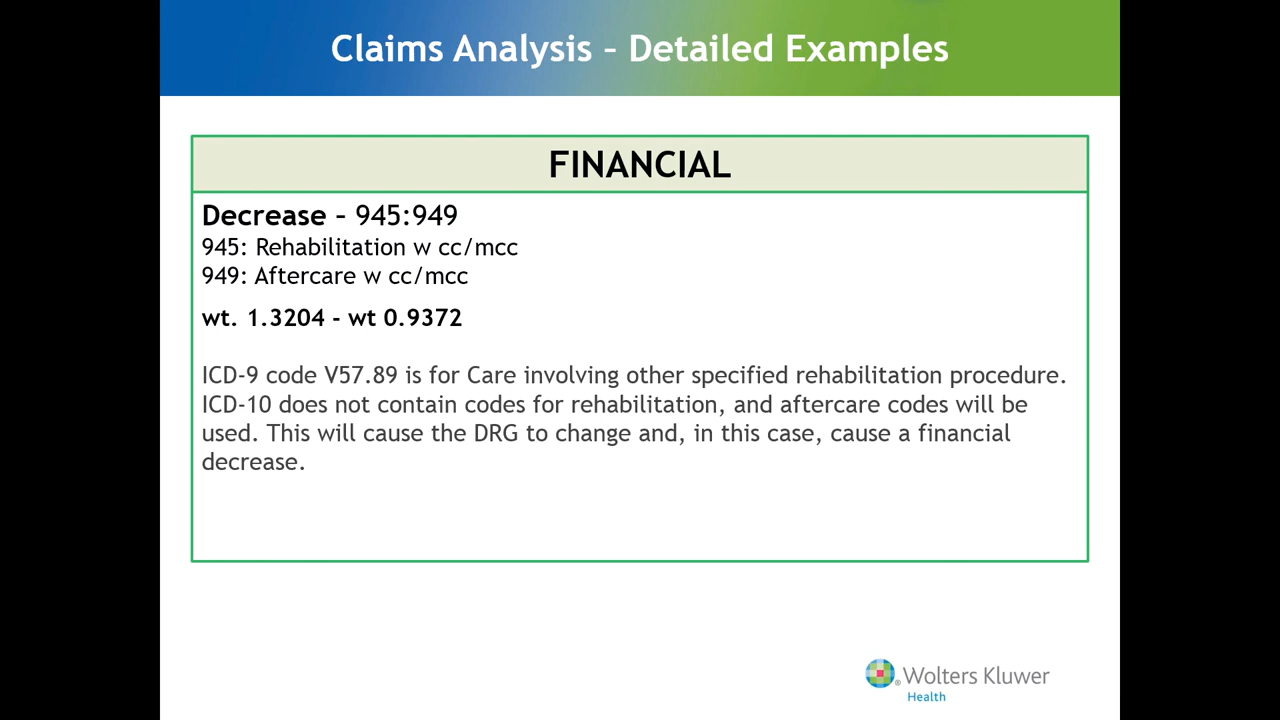 Claims Analysis – Detailed Examples
FINANCIAL
Decrease – 945:949
945: Rehabilitation w cc/mcc
949: Aftercare w cc/mcc
wt. 1.3204 - wt 0.9372
ICD-9 code V57.89 is for Care involving other specified rehabilitation procedure.
ICD-10 does not contain codes for rehabilitation, and aftercare codes will be
used. This will cause the DRG to change and, in this case, cause a financial
decrease.
® Wolters Kluwer
Health